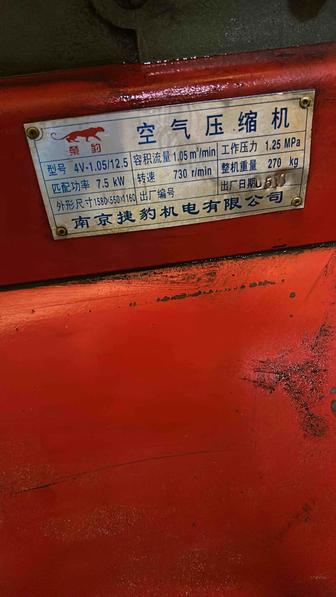 空气压缩机
型号 4V-1.05/12.5 容积流量 1.05 m³/min 工作压力 1.25 MPa
匹配功率 7.5 kW 转速 730 r/min 整机重量 270 kg
外形尺寸 1580×550×1160 出厂编号 出厂日期
南京捷豹机电有限公司